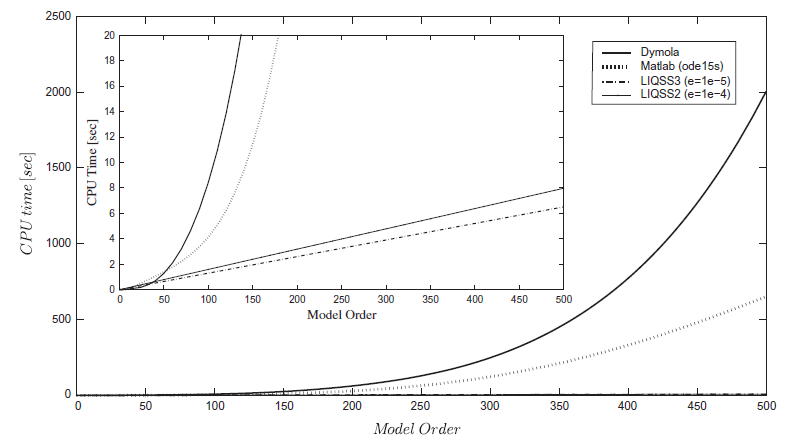 2500
2000
1500
1000
500
0
CPU time [sec]
0 50 100 150 200 250 300 350 400 450 500
Model Order
20
18
16
14
12
10
8
6
4
2
0
CPU Time [sec]
0 50 100 150 200 250 300 350 400 450 500
Model Order
Dymola
Matlab (ode15s)
LIQSS3 (e=1e−5)
LIQSS2 (e=1e−4)